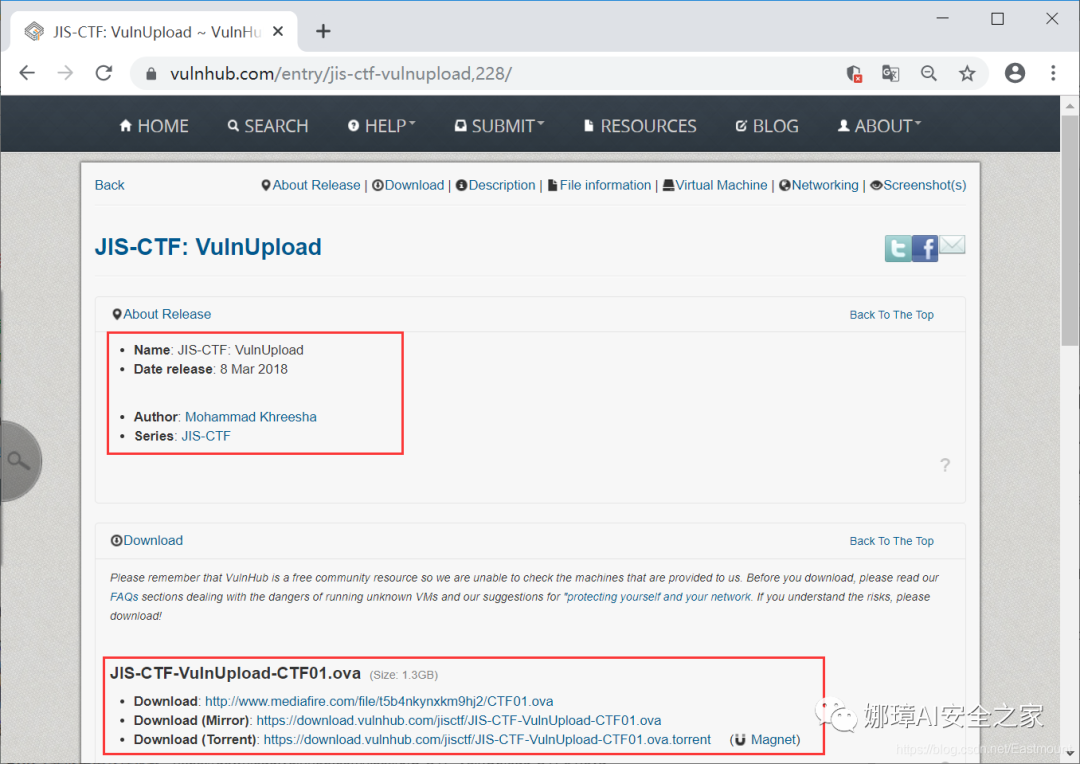 JIS-CTF: VulnUpload ~ VulnHu
vulnhub.com/entry/jis-ctf-vulnupload,228/
HOME SEARCH HELP SUBMIT RESOURCES BLOG ABOUT
Back About Release | Download | Description | File information | Virtual Machine | Networking | Screenshot(s)
JIS-CTF: VulnUpload
About Release Back To The Top
Name: JIS-CTF: VulnUpload
Date release: 8 Mar 2018
Author: Mohammad Khreesha
Series: JIS-CTF
?
Download Back To The Top
Please remember that VulnHub is a free community resource so we are unable to check the machines that are provided to us. Before you download, please read our
FAQs sections dealing with the dangers of running unknown VMs and our suggestions for "protecting yourself and your network. If you understand the risks, please
download!
JIS-CTF-VulnUpload-CTF01.ova (Size: 1.3GB)
Download: http://www.mediafire.com/file/t5b4nkynxkm9hj2/CTF01.ova
Download (Mirror): https://download.vulnhub.com/jisctf/JIS-CTF-VulnUpload-CTF01.ova
Download (Torrent): https://download.vulnhub.com/jisctf/JIS-CTF-VulnUpload-CTF01.ova.torrent (Magnet)
娜璋AI安全之家
https://blog.csdn.net/Eastmount